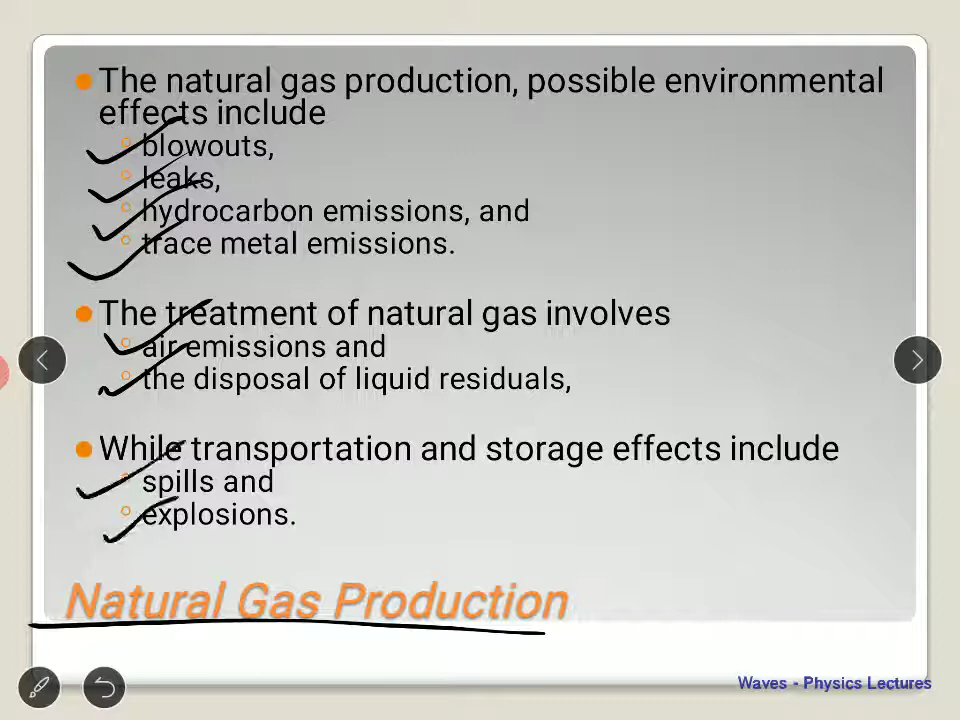 The natural gas production, possible environmental
effects include
blowouts,
leaks,
hydrocarbon emissions, and
trace metal emissions.
The treatment of natural gas involves
air emissions and
the disposal of liquid residuals,
While transportation and storage effects include
spills and
explosions.
Natural Gas Production
Waves - Physics Lectures